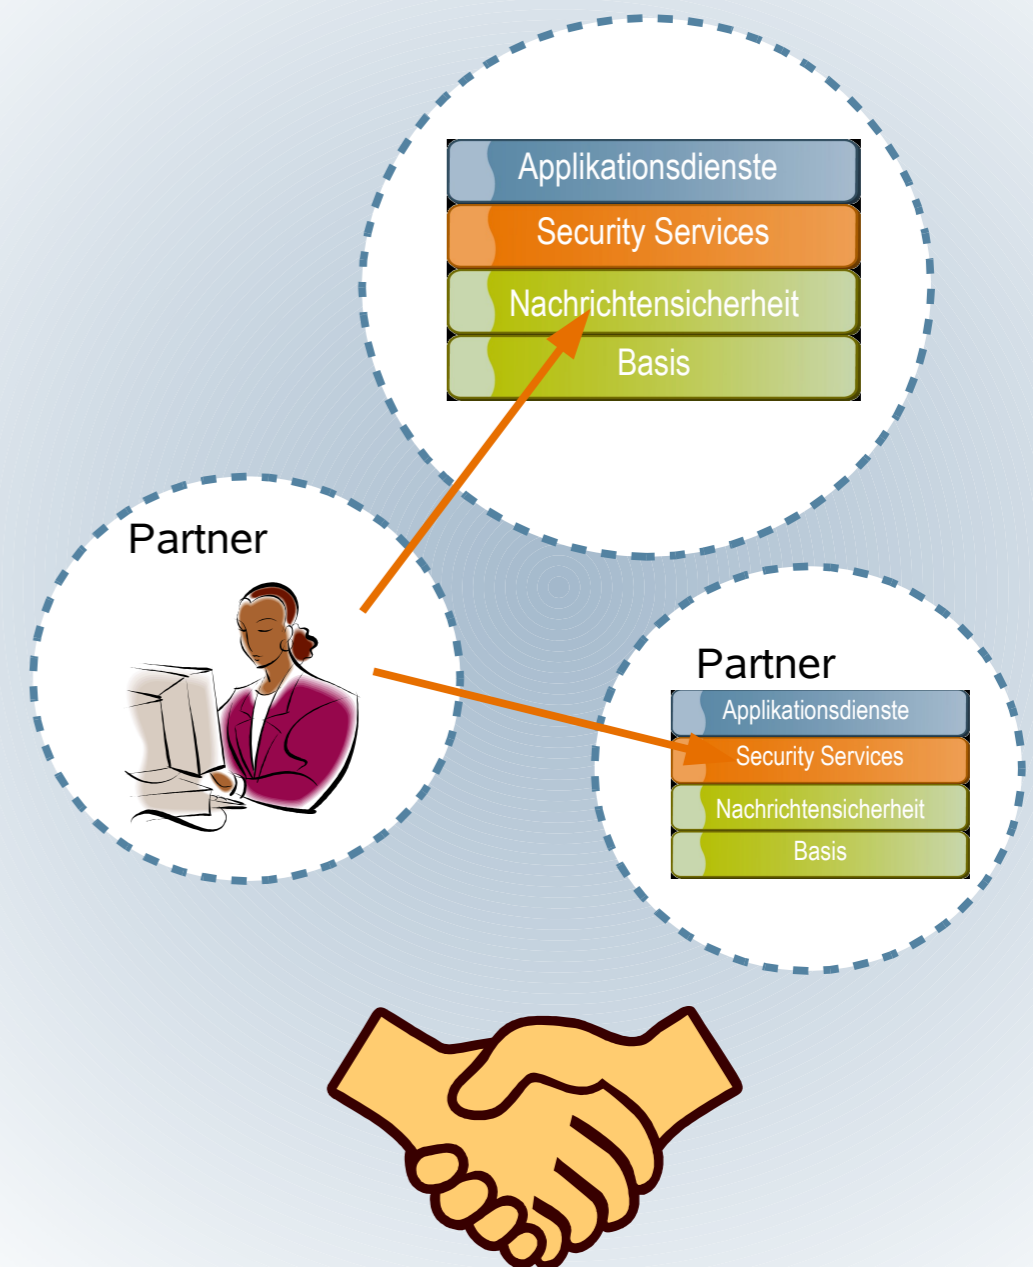 Applikationsdienste
Security Services
Nachrichtensicherheit
Basis
Partner
Partner
Applikationsdienste
Security Services
Nachrichtensicherheit
Basis